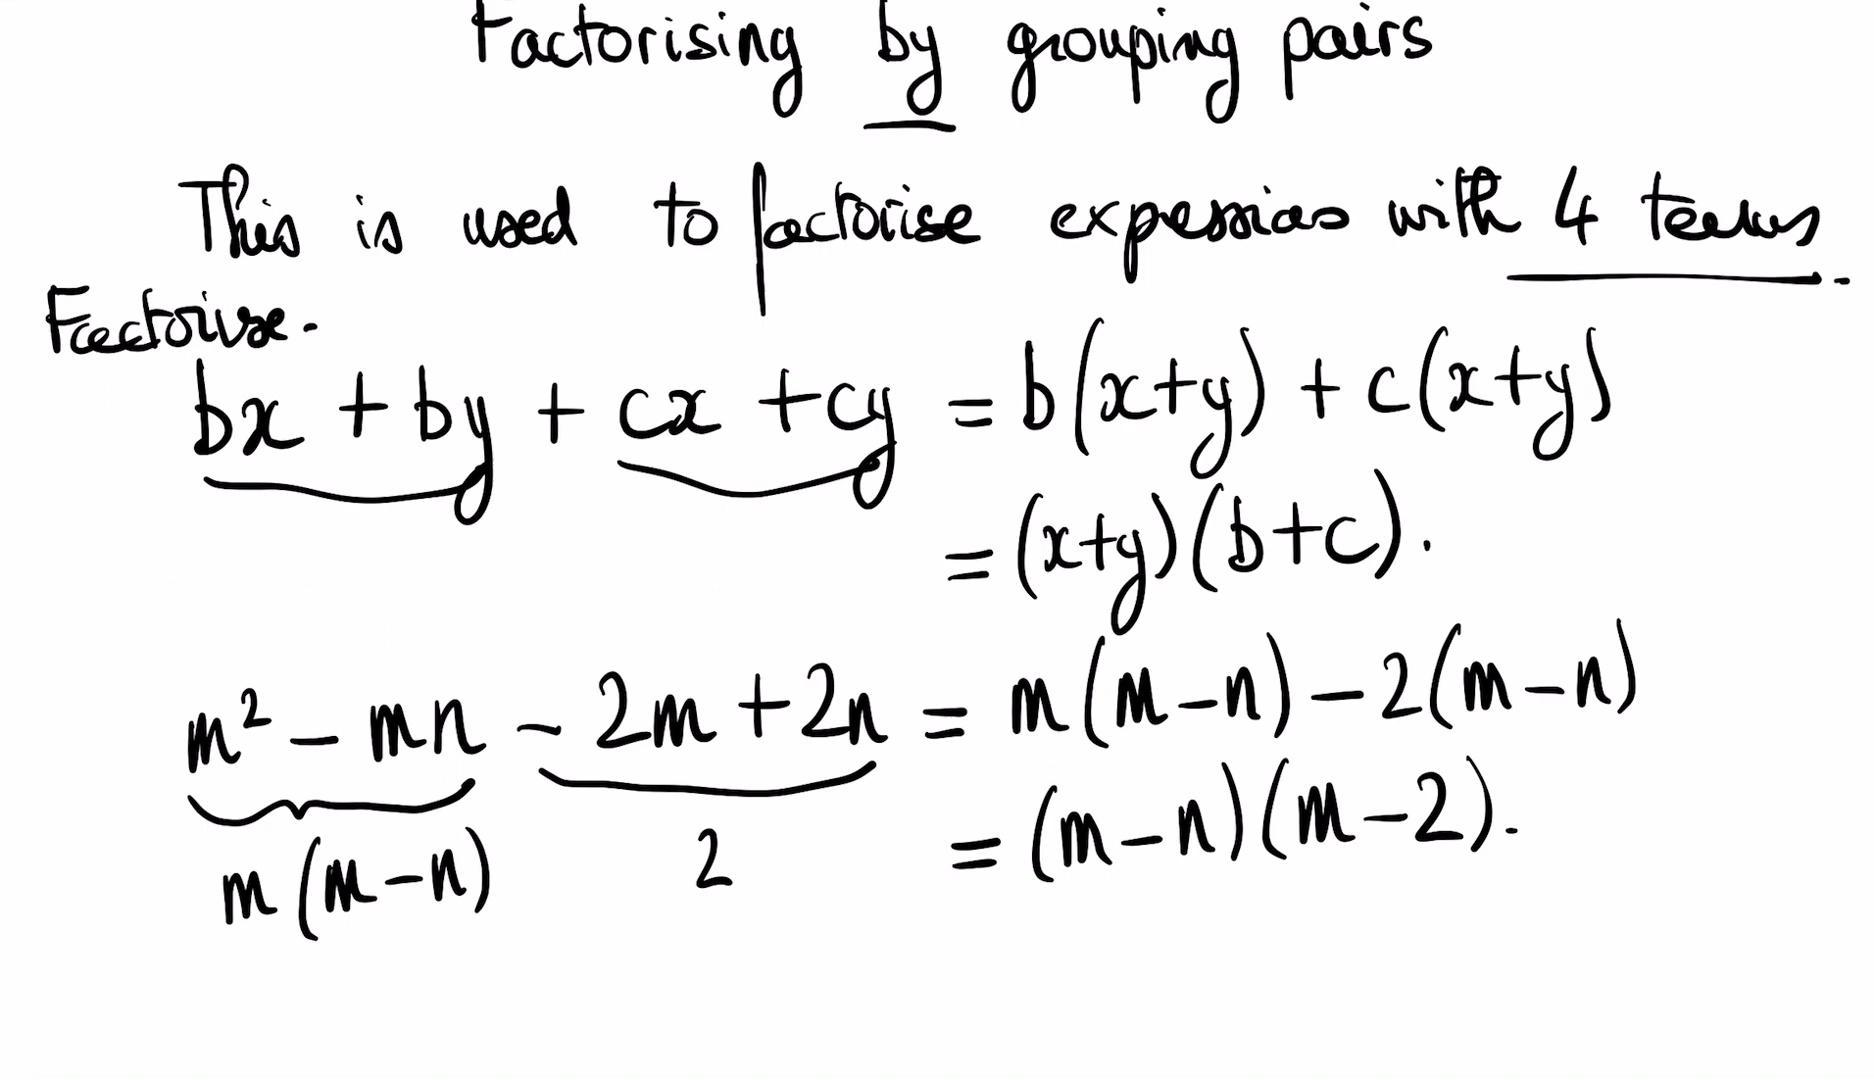 Factorising by grouping pairs
This is used to factorise expessions with 4 terms.
Factorise.
bx + by + cx + cy = b(x+y) + c(x+y)
= (x+y)(b+c).
m² - mn - 2m + 2n = m(m-n) - 2(m-n)
m(m-n) 2 = (m-n)(m-2).